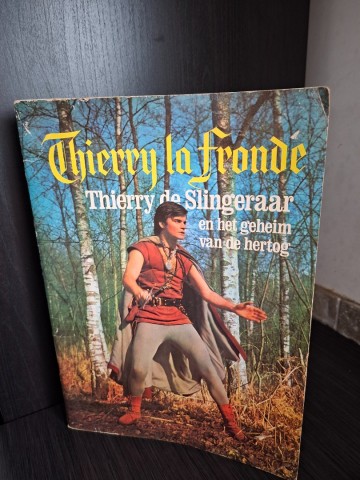 Thierry la Fronde
Thierry de Slingeraar
en het geheim
van de hertog